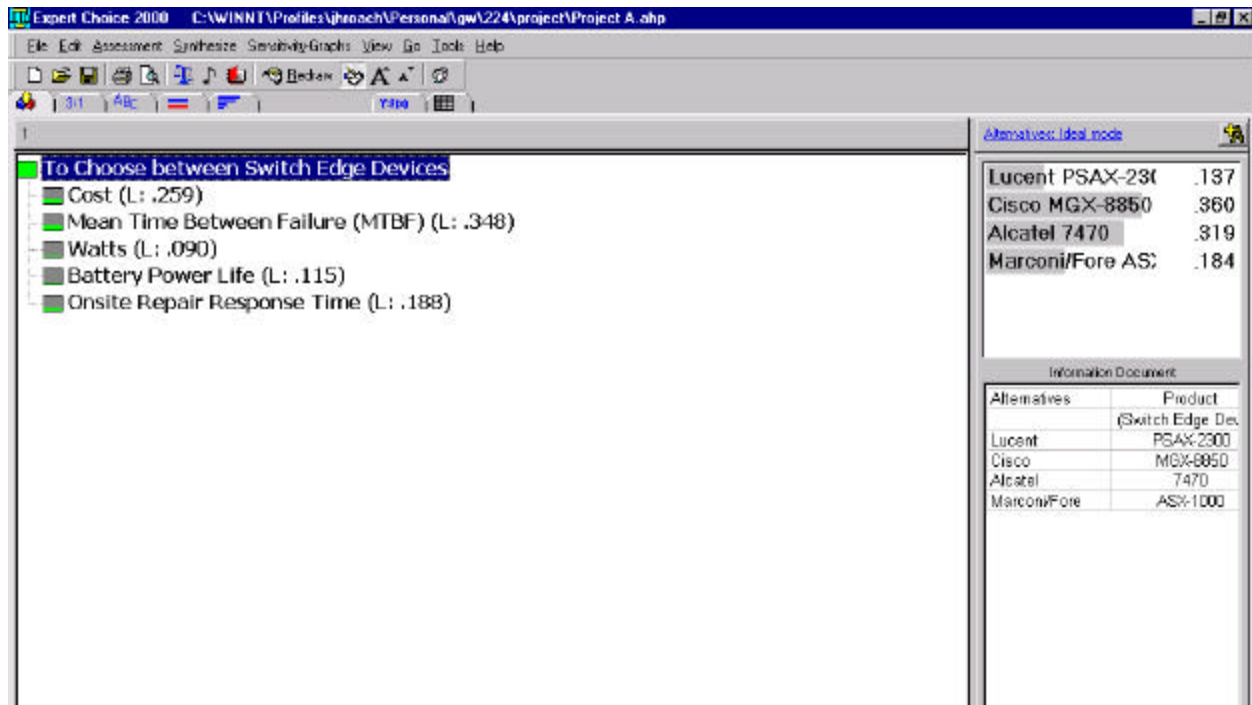 Expert Choice 2000 C:\WINNT\Profiles\jhroach\Personal\gw\224\project\Project A.ahp
File Edit Assessment Synthesize Sensitivity-Graphs View Go Tools Help
Redraw
3:1 ABC
1
Alternatives: Ideal mode
To Choose between Switch Edge Devices
Cost (L: .259)
Mean Time Between Failure (MTBF) (L: .348)
Watts (L: .090)
Battery Power Life (L: .115)
Onsite Repair Response Time (L: .188)
Lucent PSAX-23( .137
Cisco MGX-8850 .360
Alcatel 7470 .319
Marconi/Fore AS .184
Information Document
Alternatives Product
(Switch Edge Dev
Lucent PSAX-2300
Cisco MGX-8850
Alcatel 7470
Marconi/Fore ASX-1000